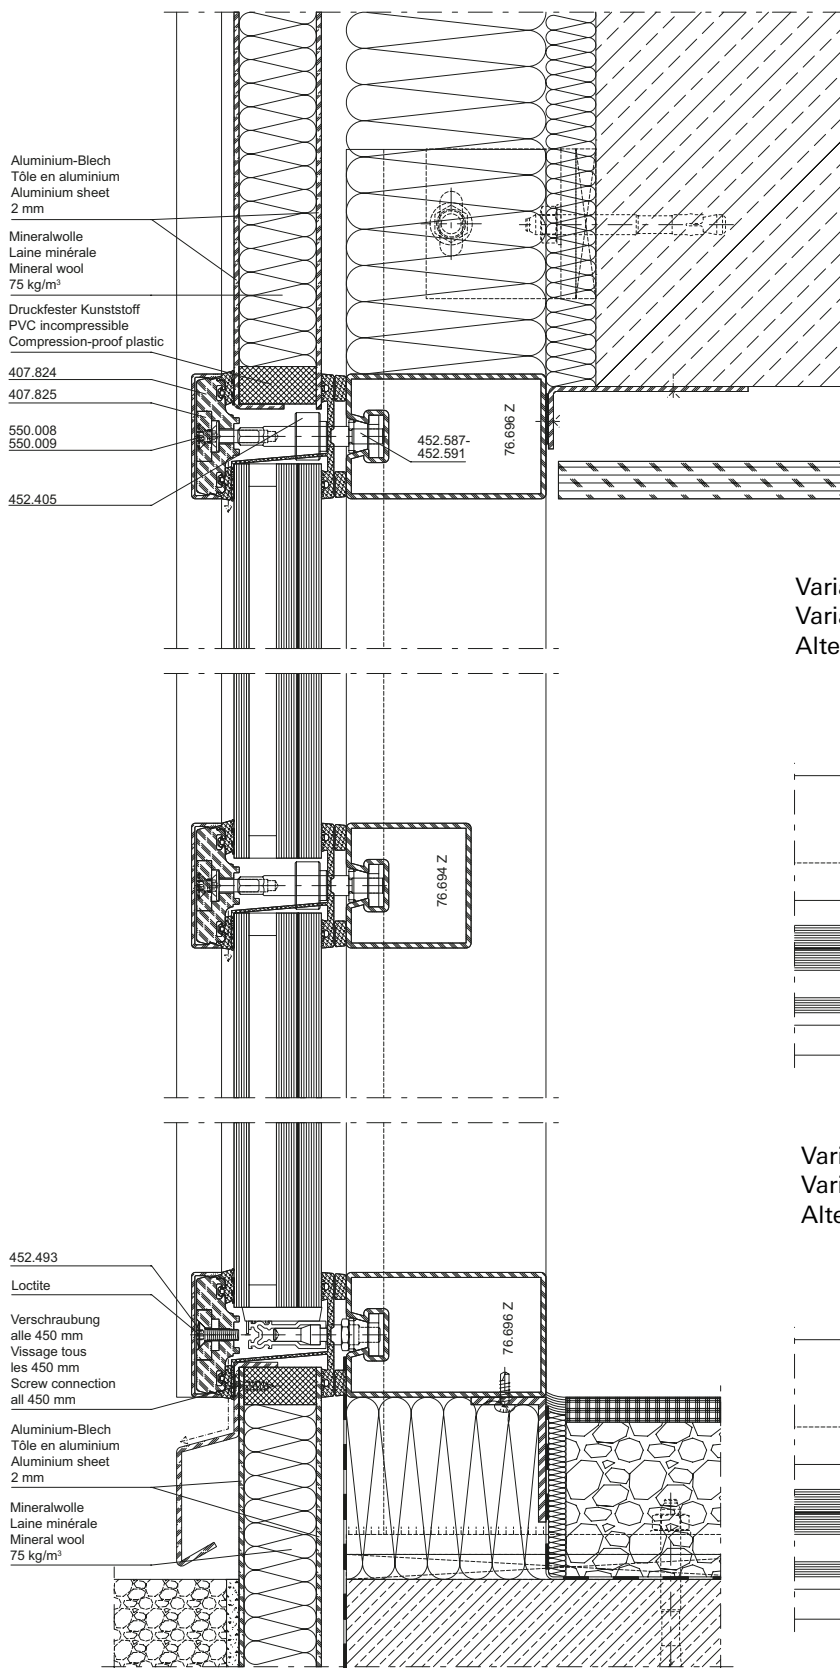 Aluminium-Blech
Tôle en aluminium
Aluminium sheet
2 mm
Mineralwolle
Laine minérale
Mineral wool
75 kg/m³
Druckfester Kunststoff
PVC incompressible
Compression-proof plastic
407.824
407.825
550.008
550.009
452.405
452.587-
452.591
76.696 Z
76.694 Z
452.493
Loctite
Verschraubung
alle 450 mm
Vissage tous
les 450 mm
Screw connection
all 450 mm
Aluminium-Blech
Tôle en aluminium
Aluminium sheet
2 mm
Mineralwolle
Laine minérale
Mineral wool
75 kg/m³
76.696 Z